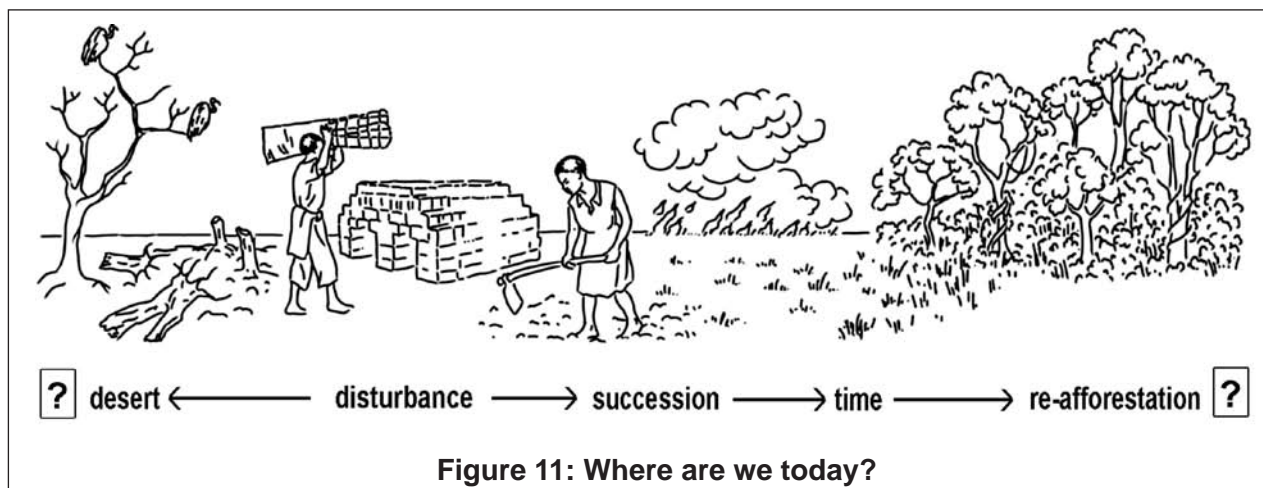 ? desert ← disturbance → succession → time → re-afforestation ?
Figure 11: Where are we today?